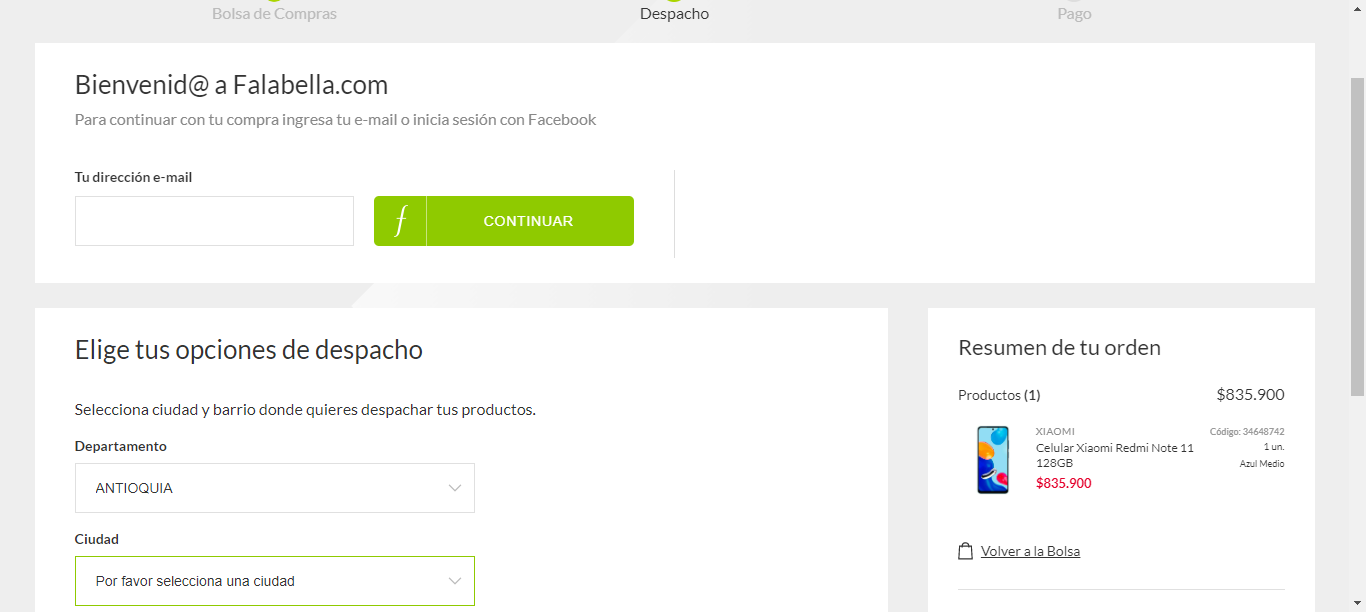 Bolsa de Compras
Despacho
Pago
Bienvenid@ a Falabella.com
Para continuar con tu compra ingresa tu e-mail o inicia sesión con Facebook
Tu dirección e-mail
f CONTINUAR
Elige tus opciones de despacho
Selecciona ciudad y barrio donde quieres despachar tus productos.
Departamento
ANTIOQUIA
Ciudad
Por favor selecciona una ciudad
Resumen de tu orden
Productos (1) $835.900
XIAOMI
Celular Xiaomi Redmi Note 11
128GB
$835.900
Código: 34648742
1 un.
Azul Medio
Volver a la Bolsa